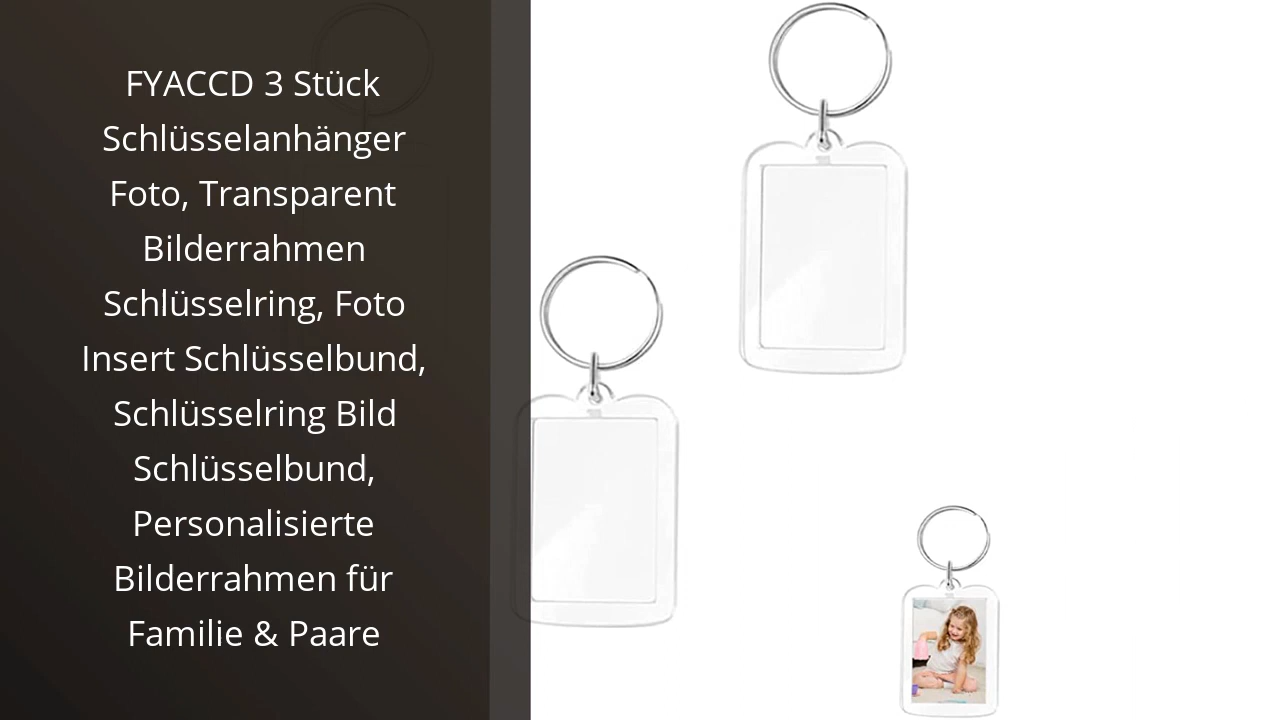 FYACCD 3 Stück
Schlüsselanhänger
Foto, Transparent
Bilderrahmen
Schlüsselring, Foto
Insert Schlüsselbund,
Schlüsselring Bild
Schlüsselbund,
Personalisierte
Bilderrahmen für
Familie & Paare